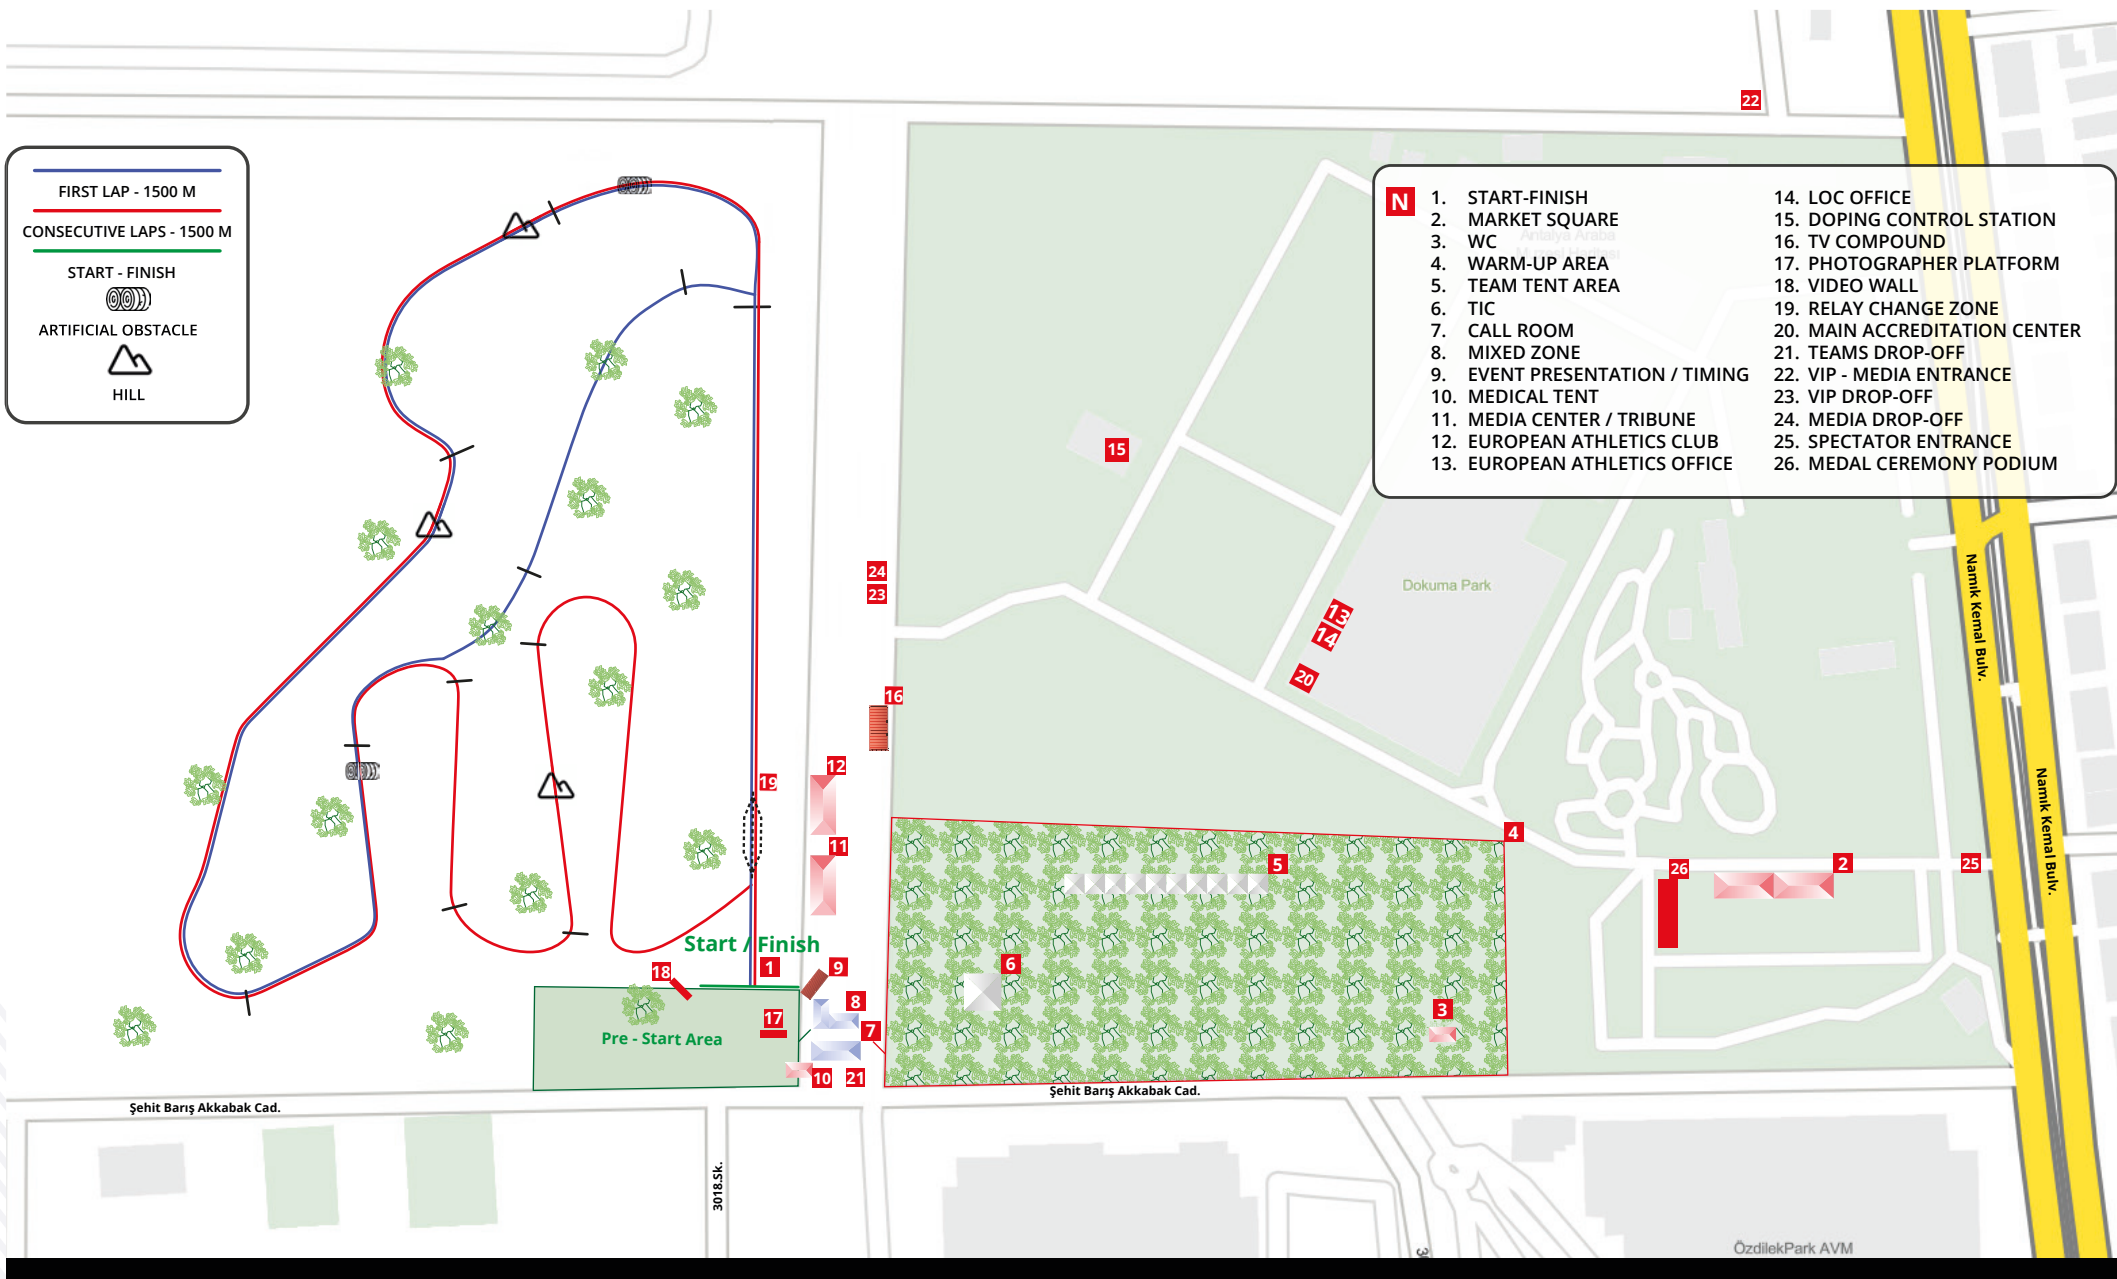 22
FIRST LAP - 1500 M
CONSECUTIVE LAPS - 1500 M
START - FINISH
ARTIFICIAL OBSTACLE
HILL
N
1. START-FINISH
2. MARKET SQUARE
3. WC
4. WARM-UP AREA
5. TEAM TENT AREA
6. TIC
7. CALL ROOM
8. MIXED ZONE
9. EVENT PRESENTATION / TIMING
10. MEDICAL TENT
11. MEDIA CENTER / TRIBUNE
12. EUROPEAN ATHLETICS CLUB
13. EUROPEAN ATHLETICS OFFICE
14. LOC OFFICE
15. DOPING CONTROL STATION
16. TV COMPOUND
17. PHOTOGRAPHER PLATFORM
18. VIDEO WALL
19. RELAY CHANGE ZONE
20. MAIN ACCREDITATION CENTER
21. TEAMS DROP-OFF
22. VIP - MEDIA ENTRANCE
23. VIP DROP-OFF
24. MEDIA DROP-OFF
25. SPECTATOR ENTRANCE
26. MEDAL CEREMONY PODIUM
Antalya Araba
15
24
23
Dokuma Park
13
14
20
Namık Kemal Bulv.
16
12
19
11
4
5
26
2
25
Namık Kemal Bulv.
Start / Finish
18
1
9
6
8
3
17
7
Pre - Start Area
10
21
Şehit Barış Akkabak Cad.
Şehit Barış Akkabak Cad.
3018.Sk.
ÖzdilekPark AVM